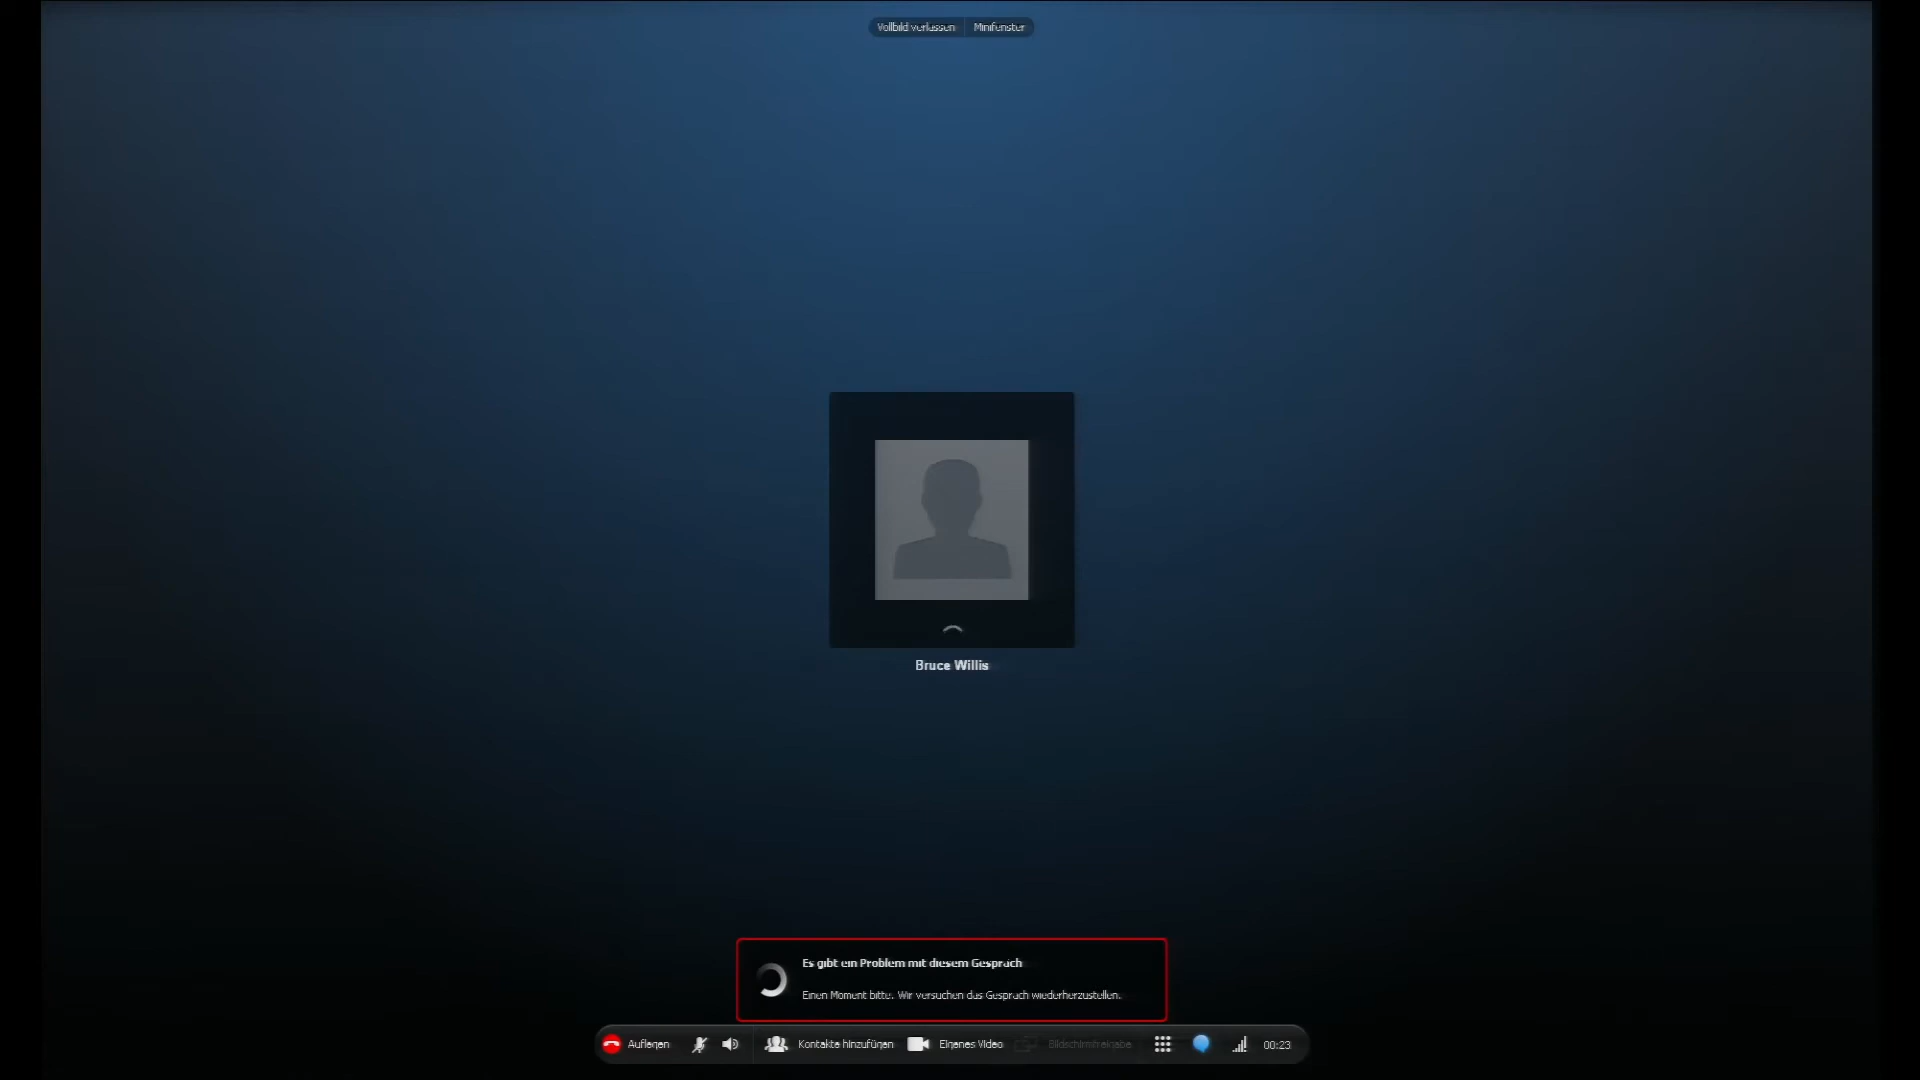 Vollbild verlassen Minifenster
Bruce Willis
Es gibt ein Problem mit diesem Gespräch
Einen Moment bitte. Wir versuchen das Gespräch wiederherzustellen.
Auflegen Kontakte hinzufügen Eigenes Video Bildschirmfreigabe 00:23